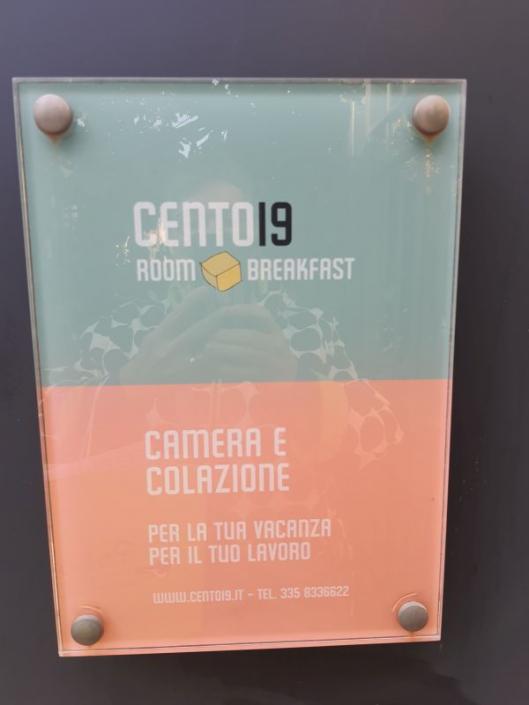 CENTO19
ROOM BREAKFAST
CAMERA E
COLAZIONE
PER LA TUA VACANZA
PER IL TUO LAVORO
WWW.CENTO19.IT - TEL. 335 8336622